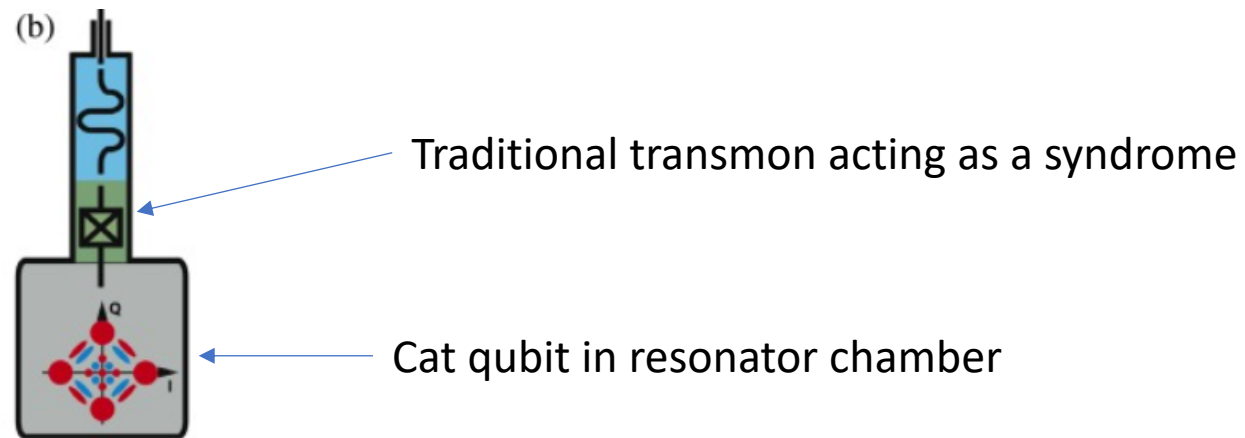 (b)
Traditional transmon acting as a syndrome
Q
I
Cat qubit in resonator chamber